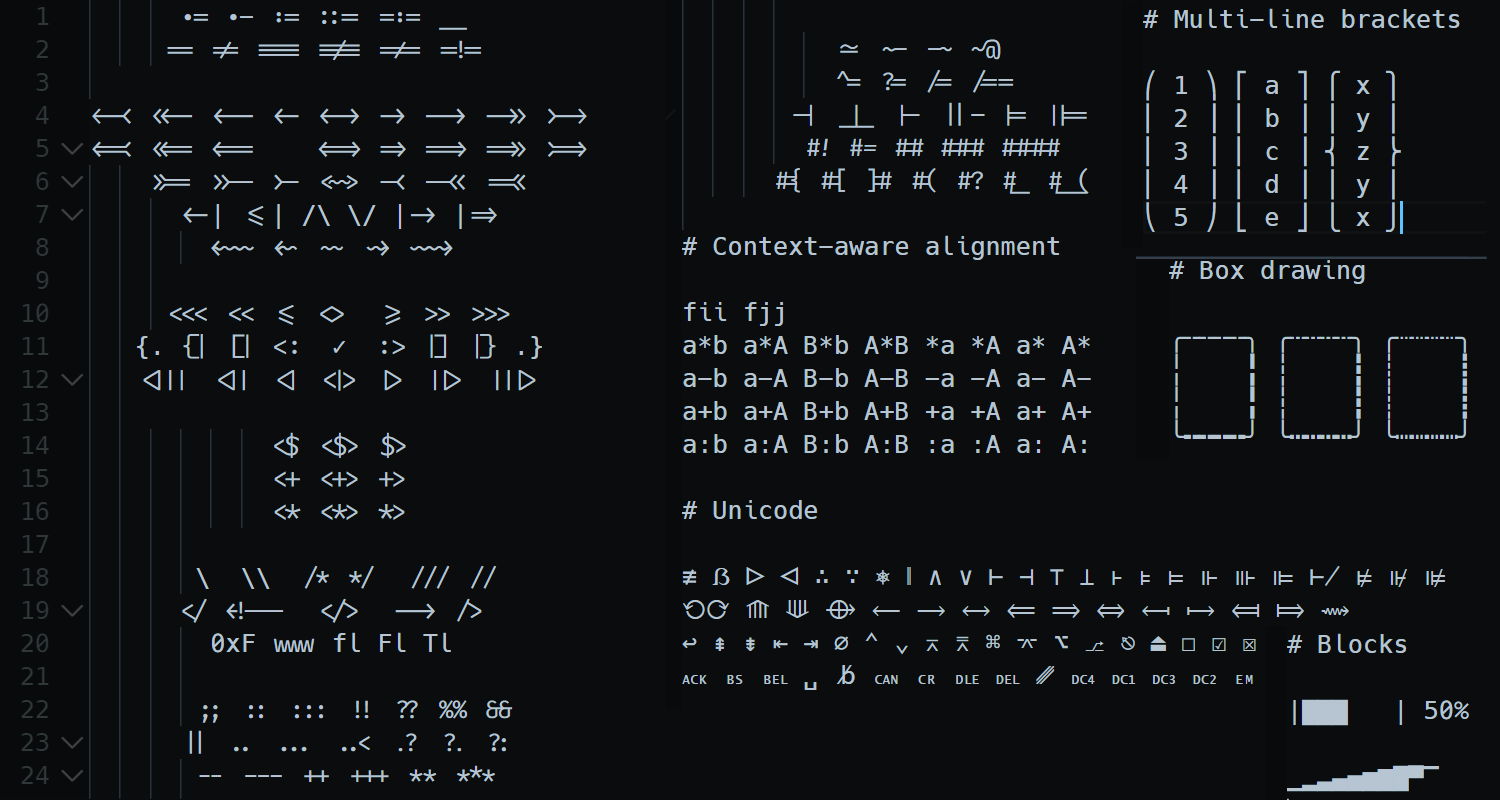 1 •= •- := ::= =:= __
2 == ≠ === =/= =/= =!=
3
4 <-< <<- <-- <- <-> -> --> ->> >->
5 <=< <<= <== <=> => ==> =>> >=>
6 >>= >>- >- <~> -< -<< =<<
7 <-| <=| /\ \/ |-> |=>
8 <~~ <~ ~~ ~> ~~>
9
10 <<< << ⩽ <> ⩾ >> >>>
11 {. {| [| <: ✓ :> |] |} .}
12 <||| <|| <| <|> |> ||> |||>
13
14 <$ <$> $>
15 <+ <+> +>
16 <* <*> *>
17
18 \ \\ /* */ /// //
19 </ <!-- </> --> />
20 0xF www fl Fl Tl
21
22 ;; :: ::: !! ?? %% &&
23 || .. ... ..< .? ?. ?:
24 -- --- ++ +++ ** ***
≃ ~- -~ ~@
^= ?= /= /==
-| _|_ |- ||- |= ||=
#! #= ## ### ####
#{ #[ ]# #( #? #_ #_(
# Context-aware alignment
fii fjj
a*b a*A B*b A*B *a *A a* A*
a-b a-A B-b A-B -a -A a- A-
a+b a+A B+b A+B +a +A a+ A+
a:b a:A B:b A:B :a :A a: A:
# Unicode
≢ ẞ ᐅ ᐊ ∴ ∵ ⎈ ∧ ∨ ⊢ ⊣ ⊤ ⊥ ⊦ ⊧ ⊨ ⊩ ⊪ ⊫ ⊬ ⊭ ⊮ ⊯
⟲⟳ ⟰ ⟱ ⟴ ⟵ ⟶ ⟷ ⟸ ⟹ ⟺ ⟻ ⟼ ⟽ ⟾ ⟿
↩ ⇞ ⇟ ⇤ ⇥ ∅ ⌃ ⌄ ⌅ ⌆ ⌘ ⌤ ⌥ ⎇ ⎋ ⏏ ☐ ☑ ☒
ACK BS BEL ␣ ␢ CAN CR DLE DEL ␥ DC4 DC1 DC3 DC2 EM
# Multi-line brackets
⎛ 1 ⎞ ⎡ a ⎤ ⎧ x ⎫
⎜ 2 ⎟ ⎢ b ⎥ ⎪ y ⎪
⎜ 3 ⎟ ⎢ c ⎥ ⎨ z ⎬
⎜ 4 ⎟ ⎢ d ⎥ ⎪ y ⎪
⎝ 5 ⎠ ⎣ e ⎦ ⎩ x ⎭
# Box drawing
# Blocks
|███ | 50%